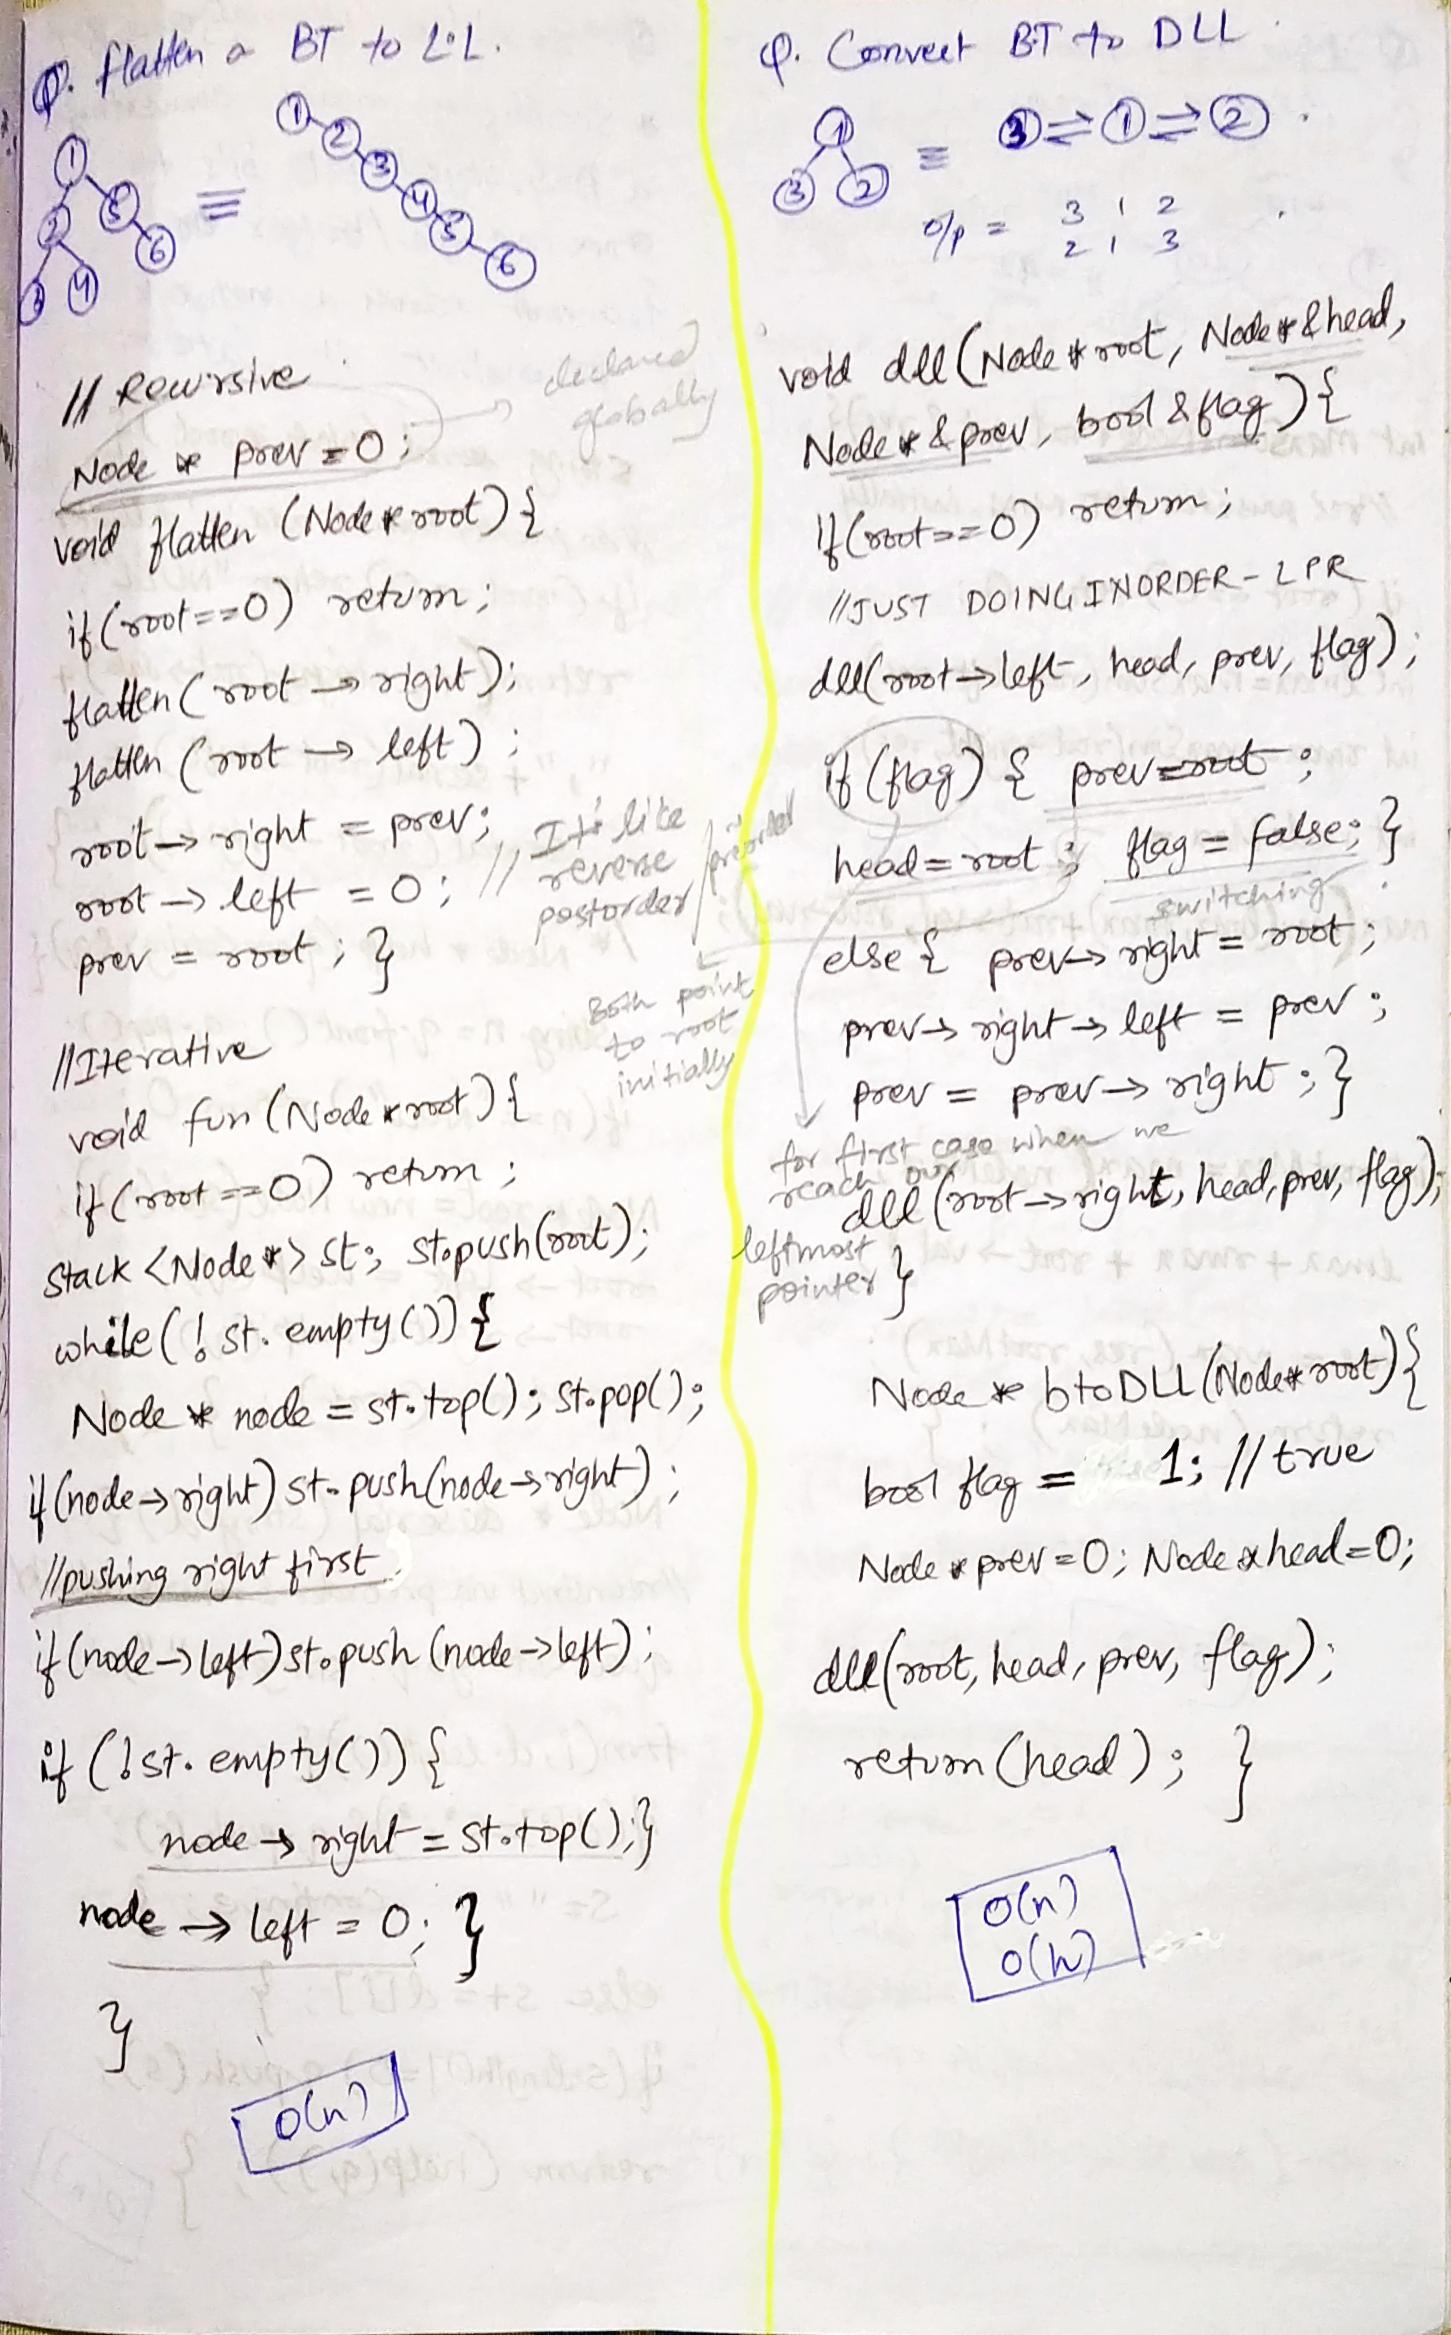 Q. flatten a BT to L.L.
1 1
2 5 2
3 4 6 3
4
5
6
// Recursive
declared
globally
Node * prev = 0;
void flatten (Node * root) {
if (root==0) return;
flatten (root → right);
flatten (root → left);
root → right = prev;
root → left = 0; // It's like
reverse
postorder / preorder
prev = root; }
//Iterative
void fun (Node * root) {
if (root ==0) return;
stack <Node *> st; st.push(root);
while (! st. empty()) {
Node * node = st.top(); st.pop();
if (node → right) st. push(node → right);
//pushing right first
if (node → left) st. push (node → left);
if (!st. empty()) {
node → right = st.top();}
node → left = 0; }
}
O(n)
Q. Convert BT to DLL
1 ≡ 3 ⇌ 1 ⇌ 2
3 2
o/p = 3 1 2
2 1 3
void dll (Node * root, Node * &head,
Node * & prev, bool & flag) {
if (root==0) return;
//JUST DOING INORDER - LPR
dll(root → left, head, prev, flag);
if (flag) { prev=root;
head = root; flag = false; }
switching
Both point
to root
initially
else { prev → right = root;
prev → right → left = prev;
prev = prev → right; }
for first case when we
reach our
leftmost
pointer
dll (root → right, head, prev, flag);
}
Node * btoDLL (Node * root) {
bool flag = 1; // true
Node * prev = 0; Node * head = 0;
dll(root, head, prev, flag);
return (head); }
O(n)
O(h)